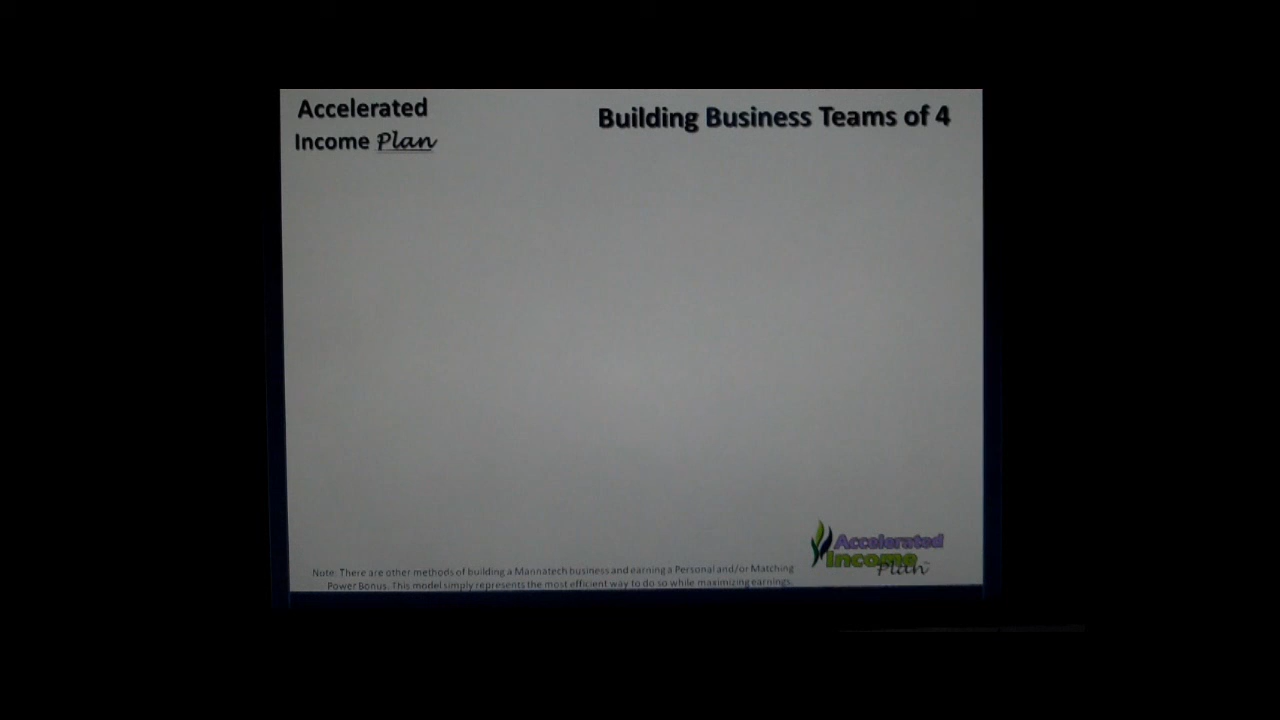 Accelerated
Income Plan
Building Business Teams of 4
Accelerated
Income
Plan
Note: There are other methods of building a Mannatech business and earning a Personal and/or Matching
Power Bonus. This model simply represents the most efficient way to do so while maximizing earnings.